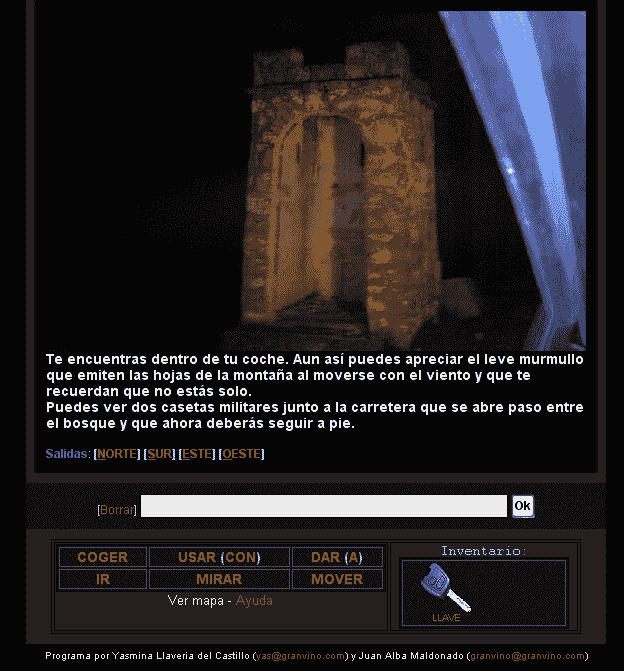 Te encuentras dentro de tu coche. Aun así puedes apreciar el leve murmullo
que emiten las hojas de la montaña al moverse con el viento y que te
recuerdan que no estás solo.
Puedes ver dos casetas militares junto a la carretera que se abre paso entre
el bosque y que ahora deberás seguir a pie.
Salidas: [NORTE] [SUR] [ESTE] [OESTE]
[Borrar] Ok
COGER USAR (CON) DAR (A)
IR MIRAR MOVER
Ver mapa - Ayuda
Inventario:
LLAVE
Programa por Yasmina Llaveria del Castillo (yas@granvino.com) y Juan Alba Maldonado (granvino@granvino.com)